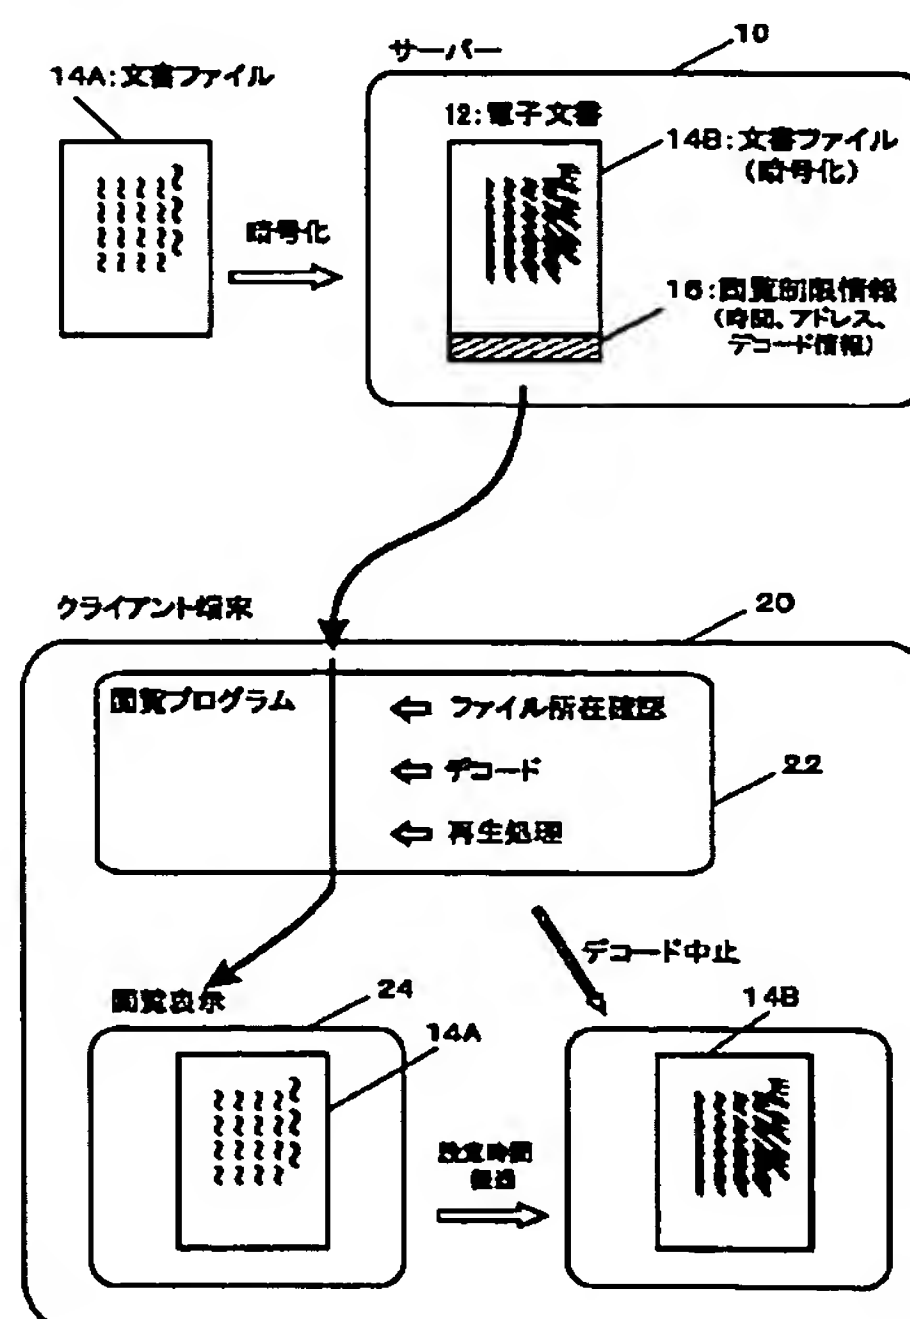 サーバー
10
14A:文書ファイル
12:電子文書
14B:文書ファイル
(暗号化)
暗号化
16:閲覧制限情報
(時間、アドレス、
デコード情報)
クライアント端末
20
閲覧プログラム
ファイル所在確認
デコード
22
再生処理
デコード中止
閲覧表示
24
14B
14A
設定時間
経過